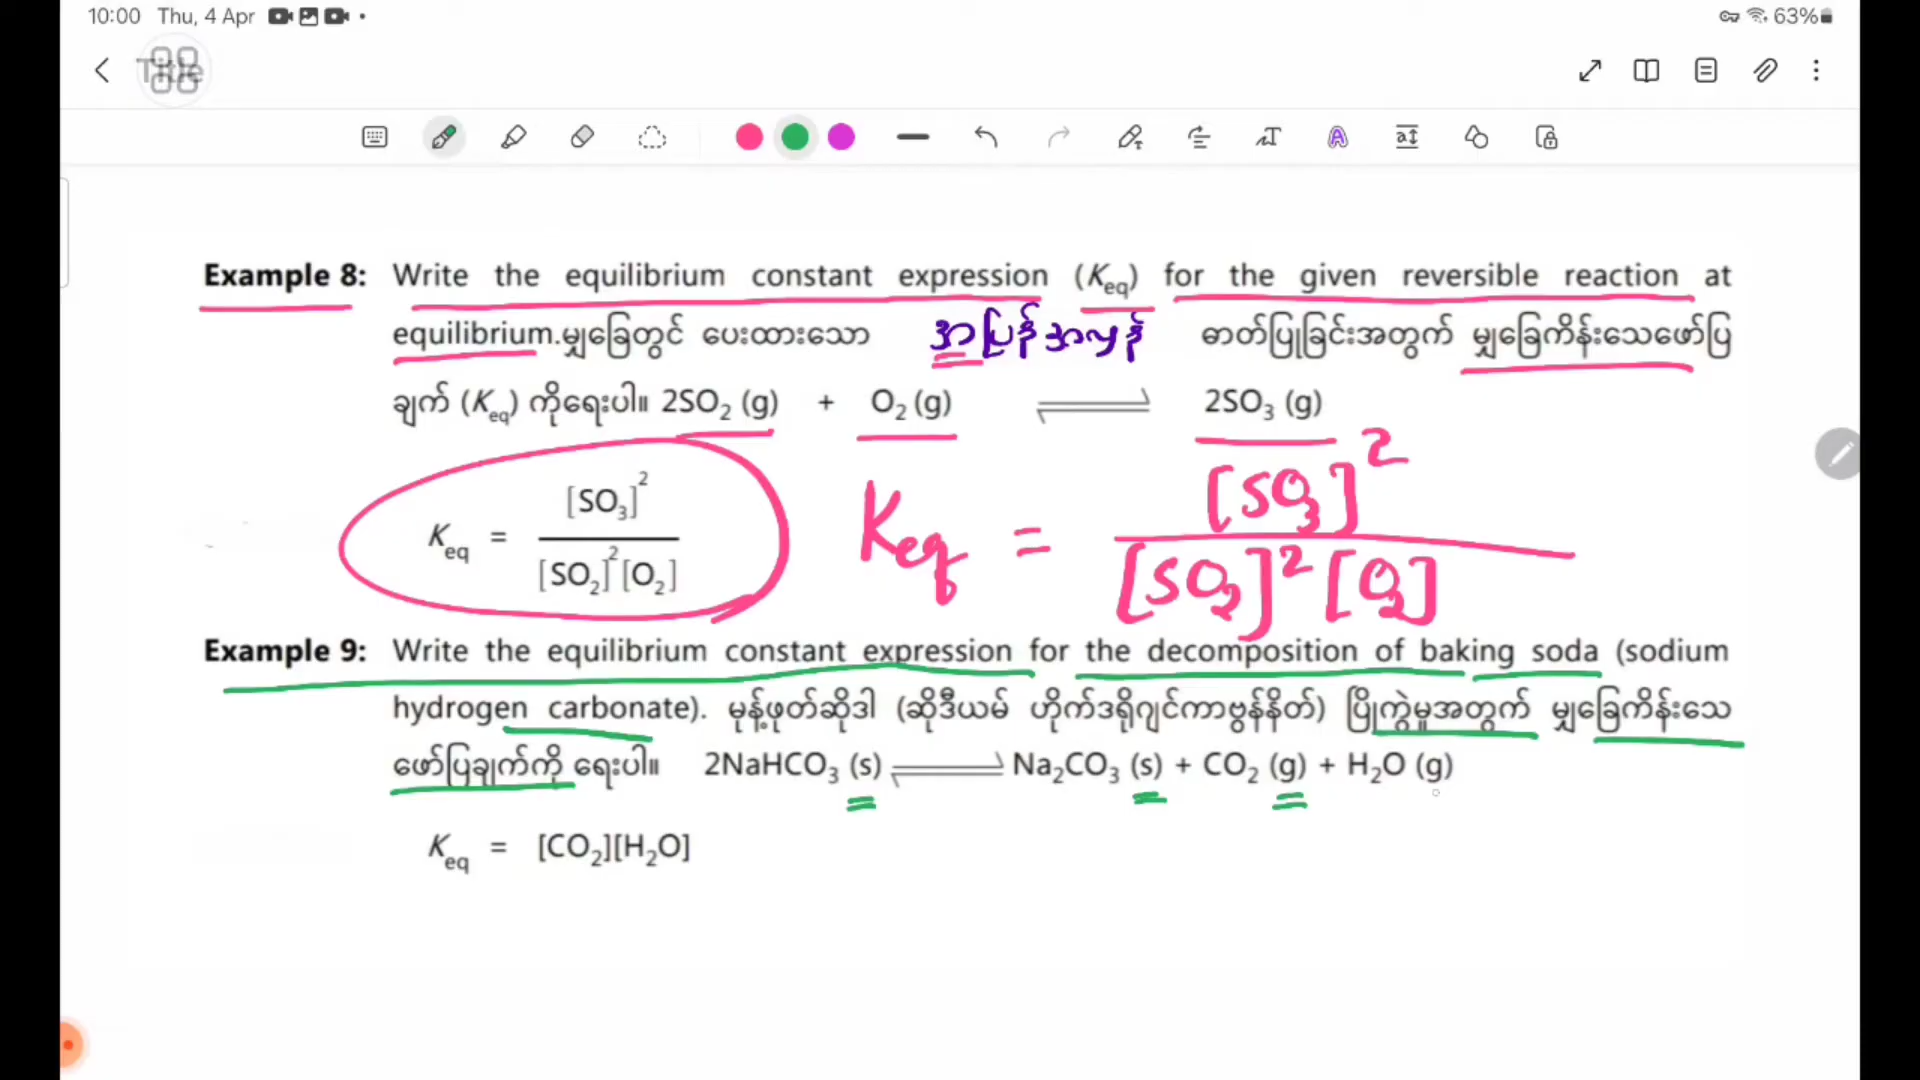 10:00 Thu, 4 Apr
63%
Title
Example 8: Write the equilibrium constant expression (Keq) for the given reversible reaction at
equilibrium.မျှခြေတွင် ပေးထားသော အပြန်အလှန် ဓာတ်ပြုခြင်းအတွက် မျှခြေကိန်းသေဖော်ပြ
ချက် (Keq) ကိုရေးပါ။ 2SO₂ (g) + O₂ (g) ⇌ 2SO₃ (g)
Keq = [SO₃]² / [SO₂]² [O₂]
Keq = [SO₃]² / [SO₂]² [O₂]
Example 9: Write the equilibrium constant expression for the decomposition of baking soda (sodium
hydrogen carbonate). မုန့်ဖုတ်ဆိုဒါ (ဆိုဒီယမ် ဟိုက်ဒရိုဂျင်ကာဗွန်နိတ်) ပြိုကွဲမှုအတွက် မျှခြေကိန်းသေ
ဖော်ပြချက်ကို ရေးပါ။ 2NaHCO₃ (s) ⇌ Na₂CO₃ (s) + CO₂ (g) + H₂O (g)
Keq = [CO₂][H₂O]